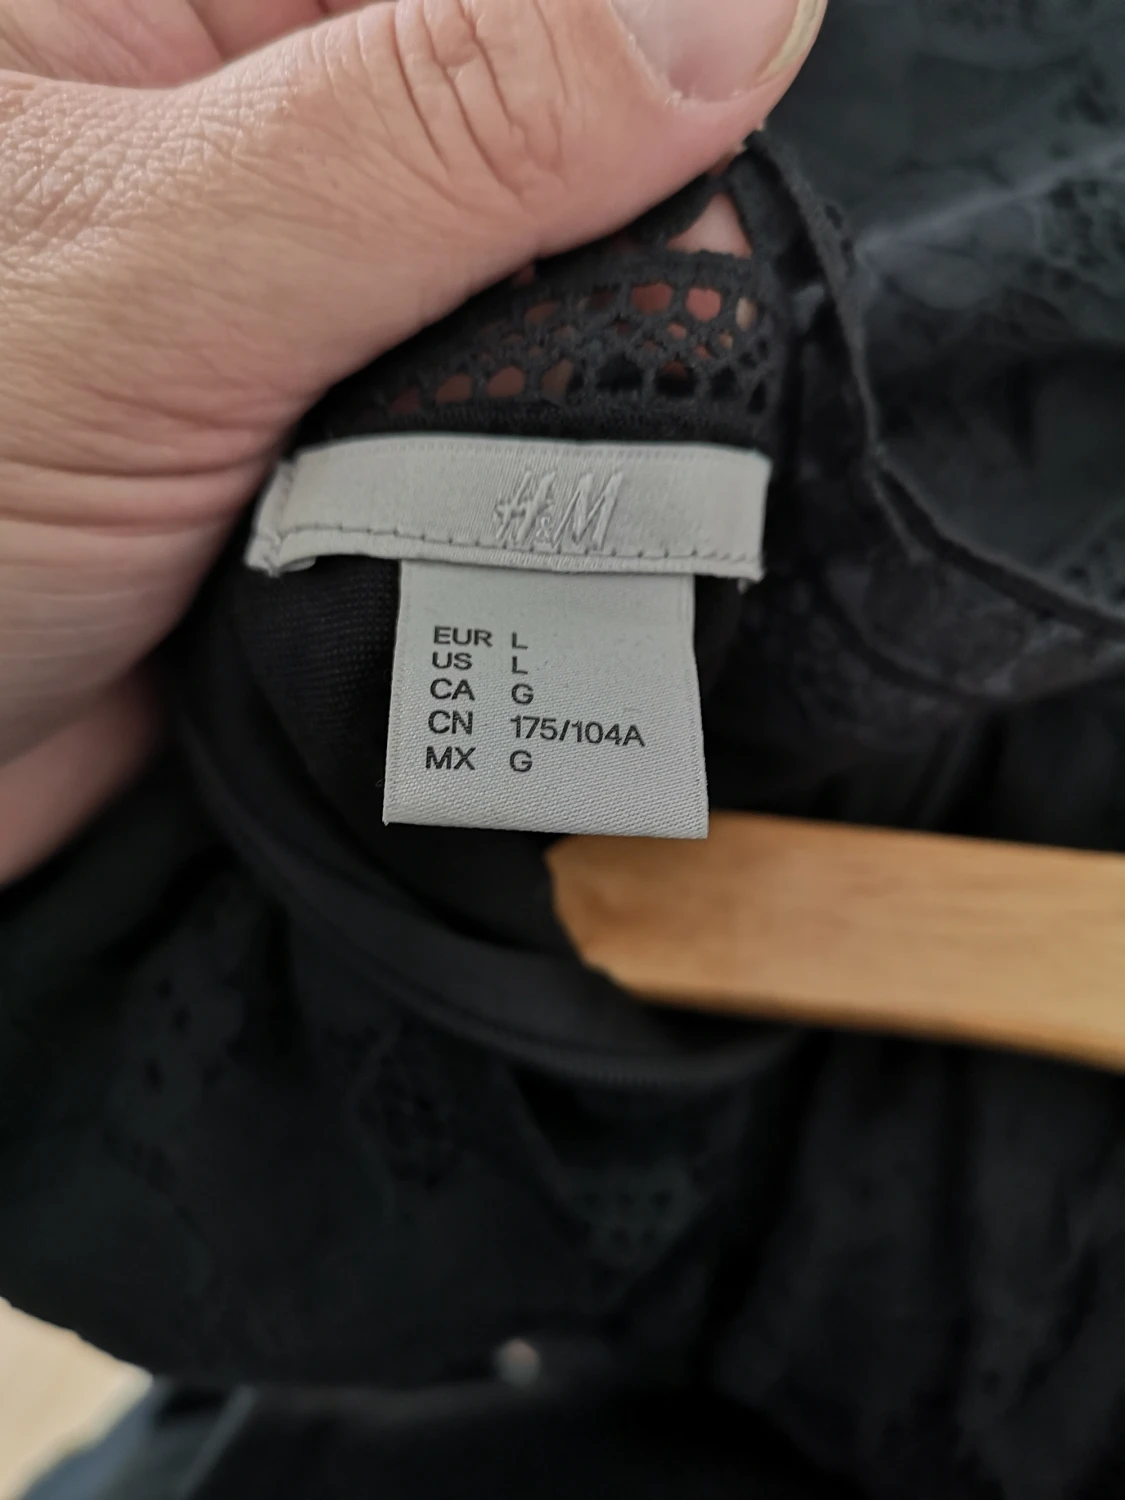 H&M
EUR L
US L
CA G
CN 175/104A
MX G